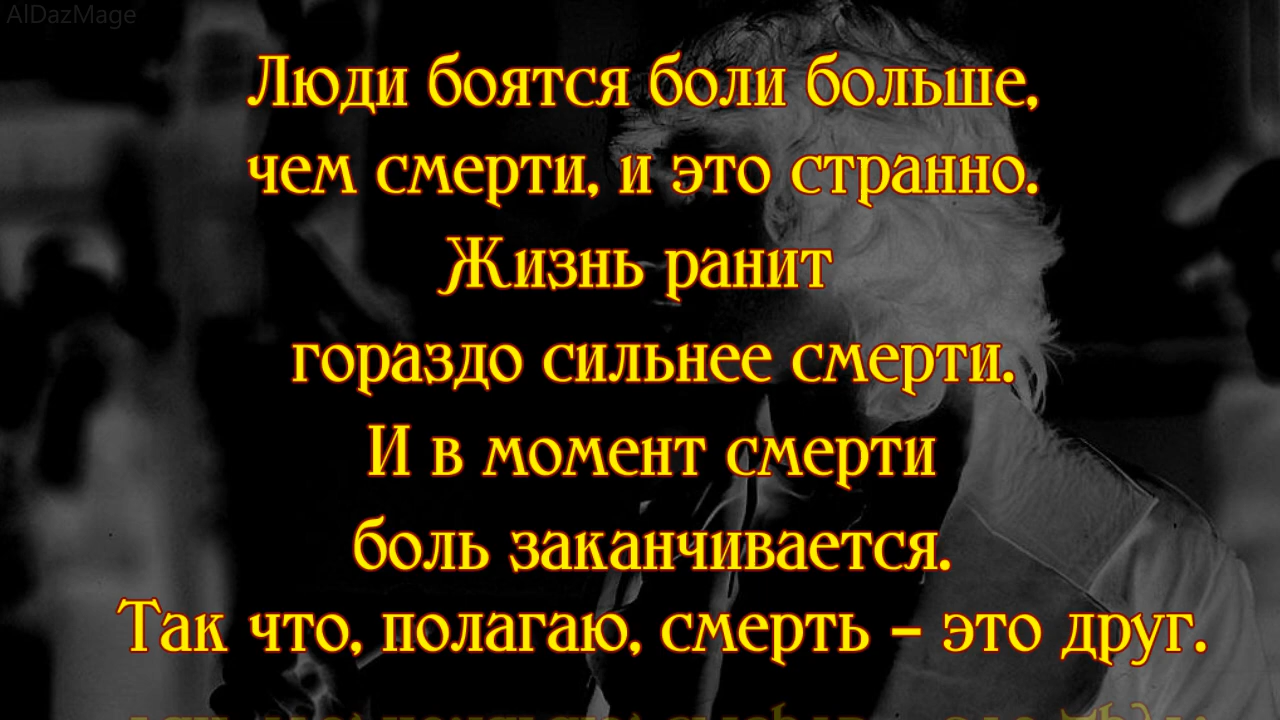 AlDazMage
Люди боятся боли больше,
чем смерти, и это странно.
Жизнь ранит
гораздо сильнее смерти.
И в момент смерти
боль заканчивается.
Так что, полагаю, смерть – это друг.